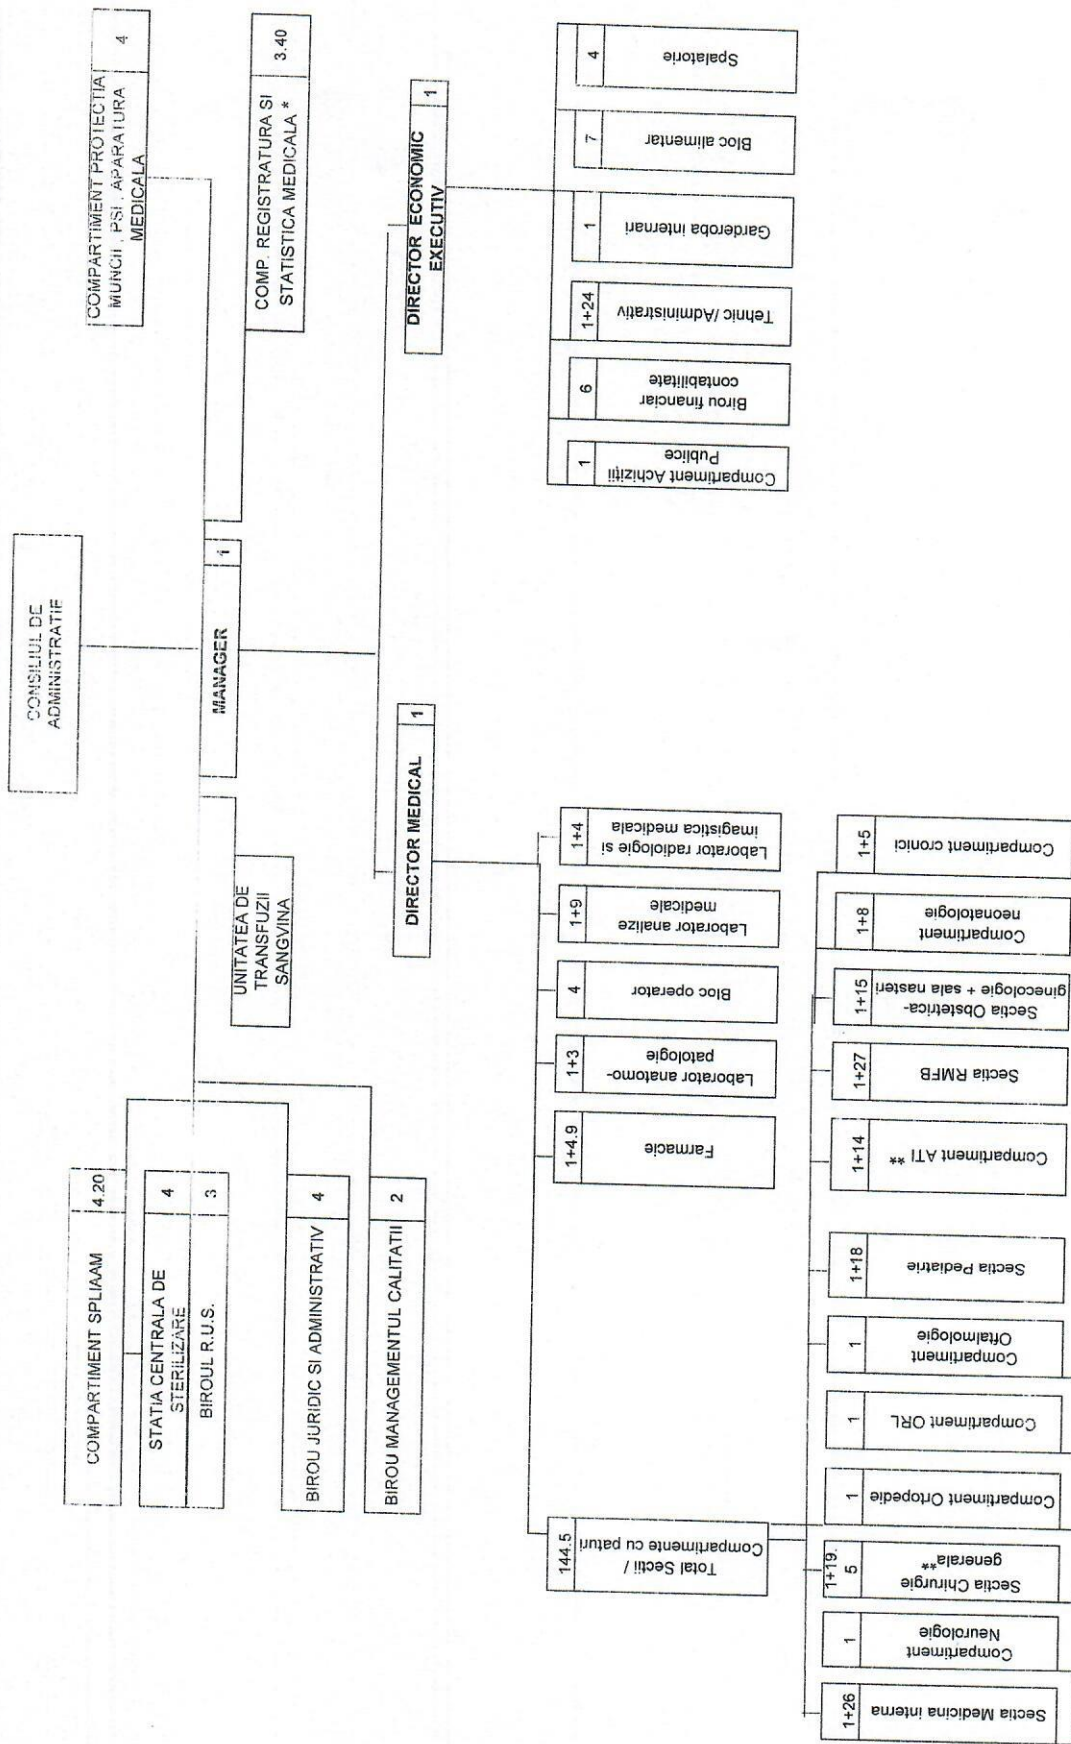 CONSILIUL DE
ADMINISTRATIE
COMPARTIMENT PROTECTIA
MUNCII , PSI , APARATURA
MEDICALA
4
COMP. REGISTRATURA SI
STATISTICA MEDICALA *
3.40
MANAGER
1
UNITATEA DE
TRANSFUZII
SANGVINA
COMPARTIMENT SPLIAAM
4.20
STATIA CENTRALA DE
STERILIZARE
4
BIROUL R.U.S.
3
BIROU JURIDIC SI ADMINISTRATIV
4
BIROU MANAGEMENTUL CALITATII
2
DIRECTOR MEDICAL
1
DIRECTOR ECONOMIC
EXECUTIV
1
144.5
Total Sectii /
Compartimente cu paturi
1+4.9
Farmacie
1+3
Laborator anatomo-
patologie
4
Bloc operator
1+9
Laborator analize
medicale
1+4
Laborator radiologie si
imagistica medicala
1
Compartiment Achiziții
Publice
6
Birou financiar
contabilitate
1+24
Tehnic /Administrativ
1
Garderoba internari
7
Bloc alimentar
4
Spalatorie
1+26
Sectia Medicina interna
1
Compartiment
Neurologie
1+19.
5
Sectia Chirurgie
generala**
1
Compartiment Ortopedie
1
Compartiment ORL
1
Compartiment
Oftalmologie
1+18
Sectia Pediatrie
1+14
Compartiment ATI **
1+27
Sectia RMFB
1+15
Sectia Obstetrica-
ginecologie + sala nasteri
1+8
Compartiment
neonatologie
1+5
Compartiment cronici